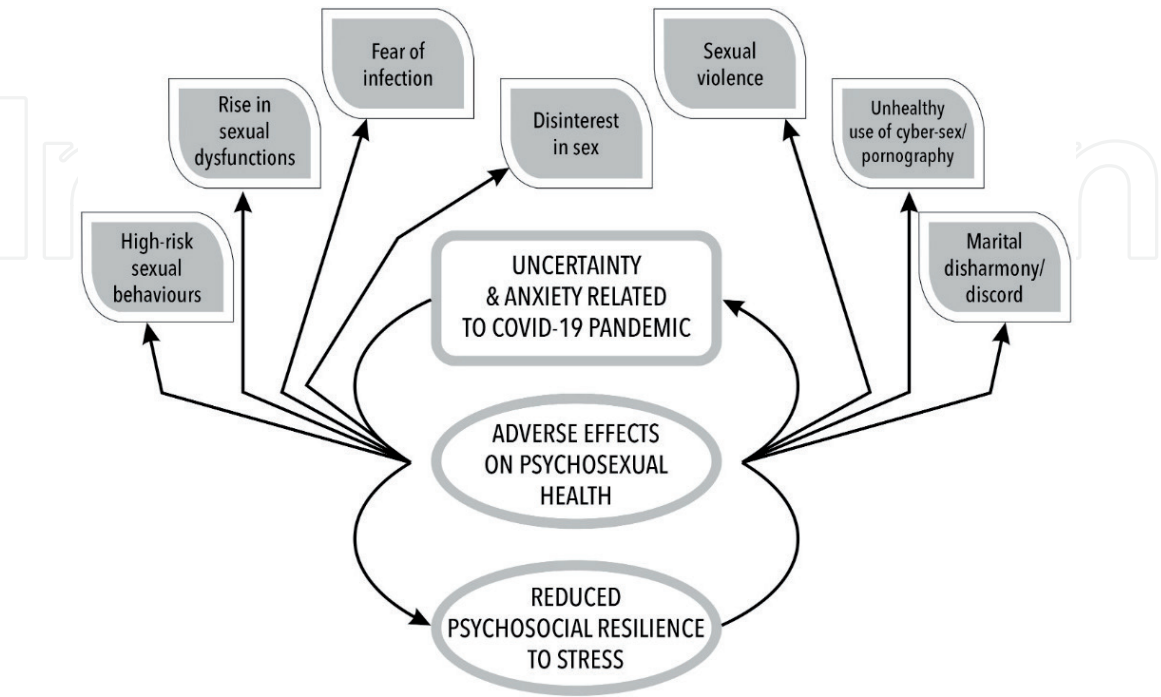 Fear of
infection
Sexual
violence
Rise in
sexual
dysfunctions
Disinterest
in sex
Unhealthy
use of cyber-sex/
pornography
High-risk
sexual
behaviours
Marital
disharmony/
discord
UNCERTAINTY
& ANXIETY RELATED
TO COVID-19 PANDEMIC
ADVERSE EFFECTS
ON PSYCHOSEXUAL
HEALTH
REDUCED
PSYCHOSOCIAL RESILIENCE
TO STRESS